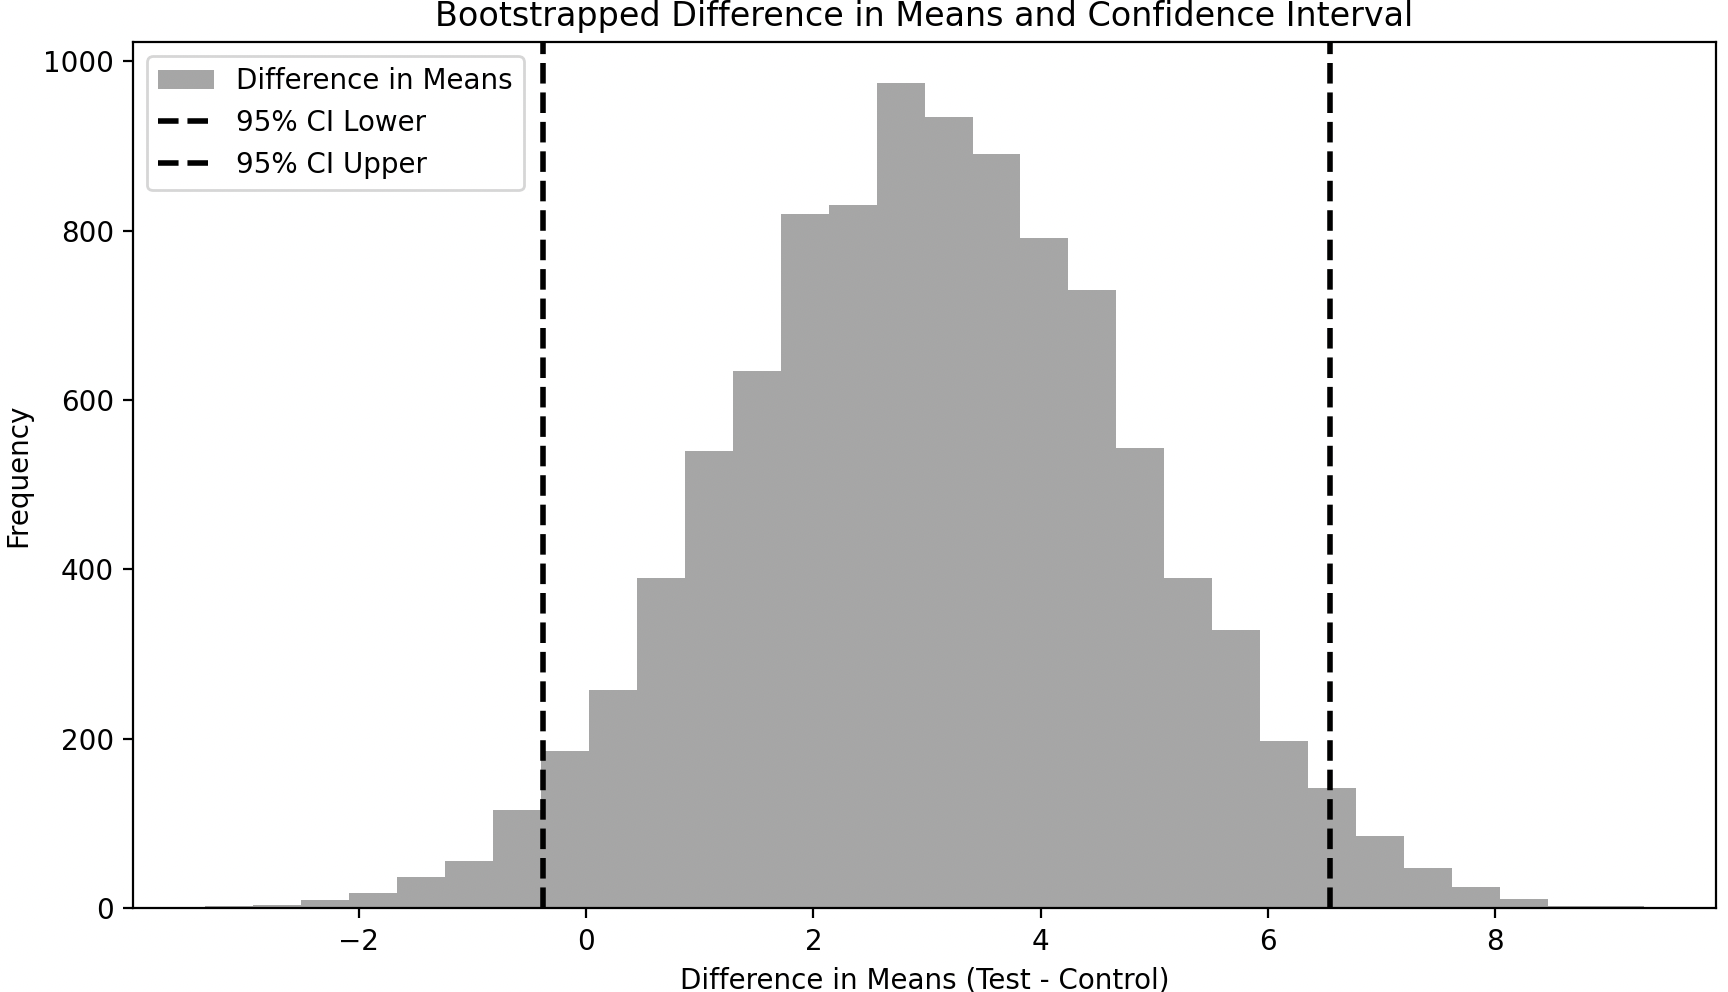 Bootstrapped Difference in Means and Confidence Interval
1000
800
600
400
200
0
Frequency
Difference in Means
95% CI Lower
95% CI Upper
−2 0 2 4 6 8
Difference in Means (Test - Control)